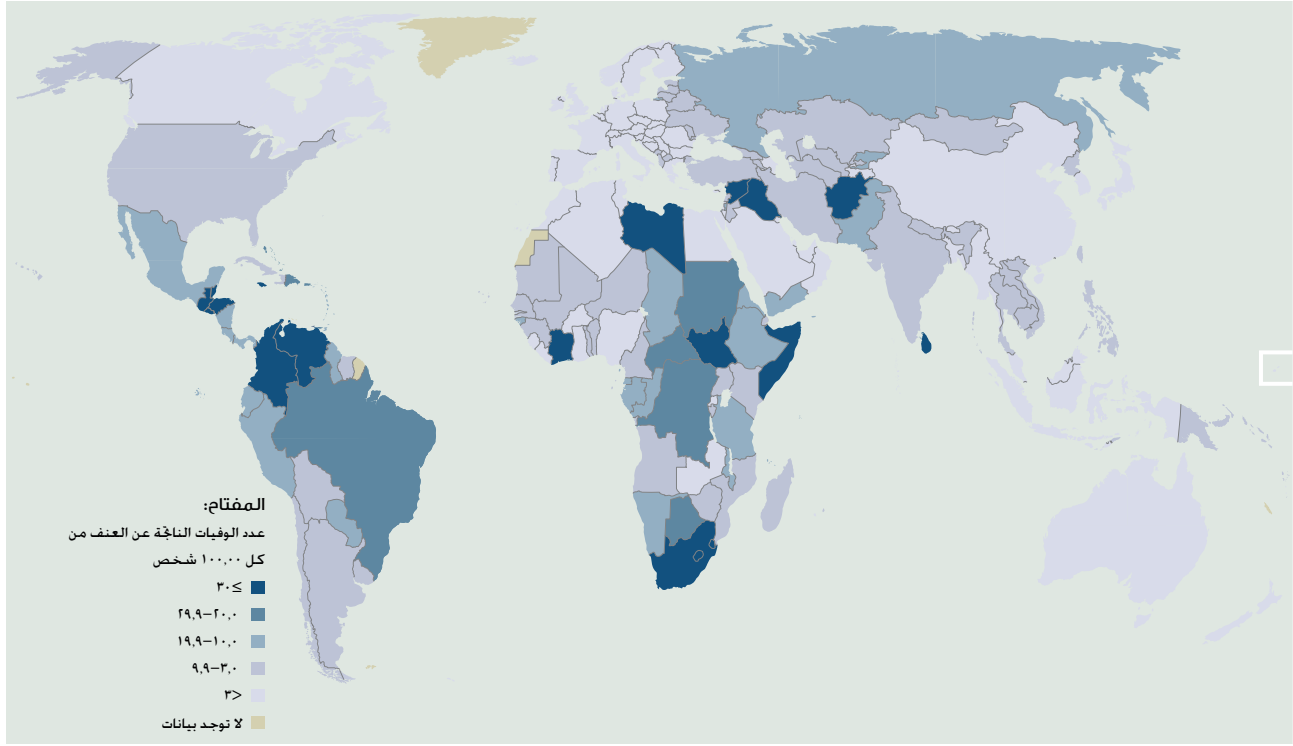 المفتاح:
عدد الوفيات الناتجة عن العنف من
كل ١٠٠,٠٠ شخص
≥٣٠
٢٠,٠–٢٩,٩
١٠,٠–١٩,٩
٣,٠–٩,٩
<٣
لا توجد بيانات